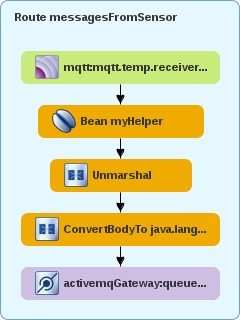 Route messagesFromSensor
mqtt:mqtt.temp.receiver...
Bean myHelper
Unmarshal
ConvertBodyTo java.lang...
activemqGateway:queue...